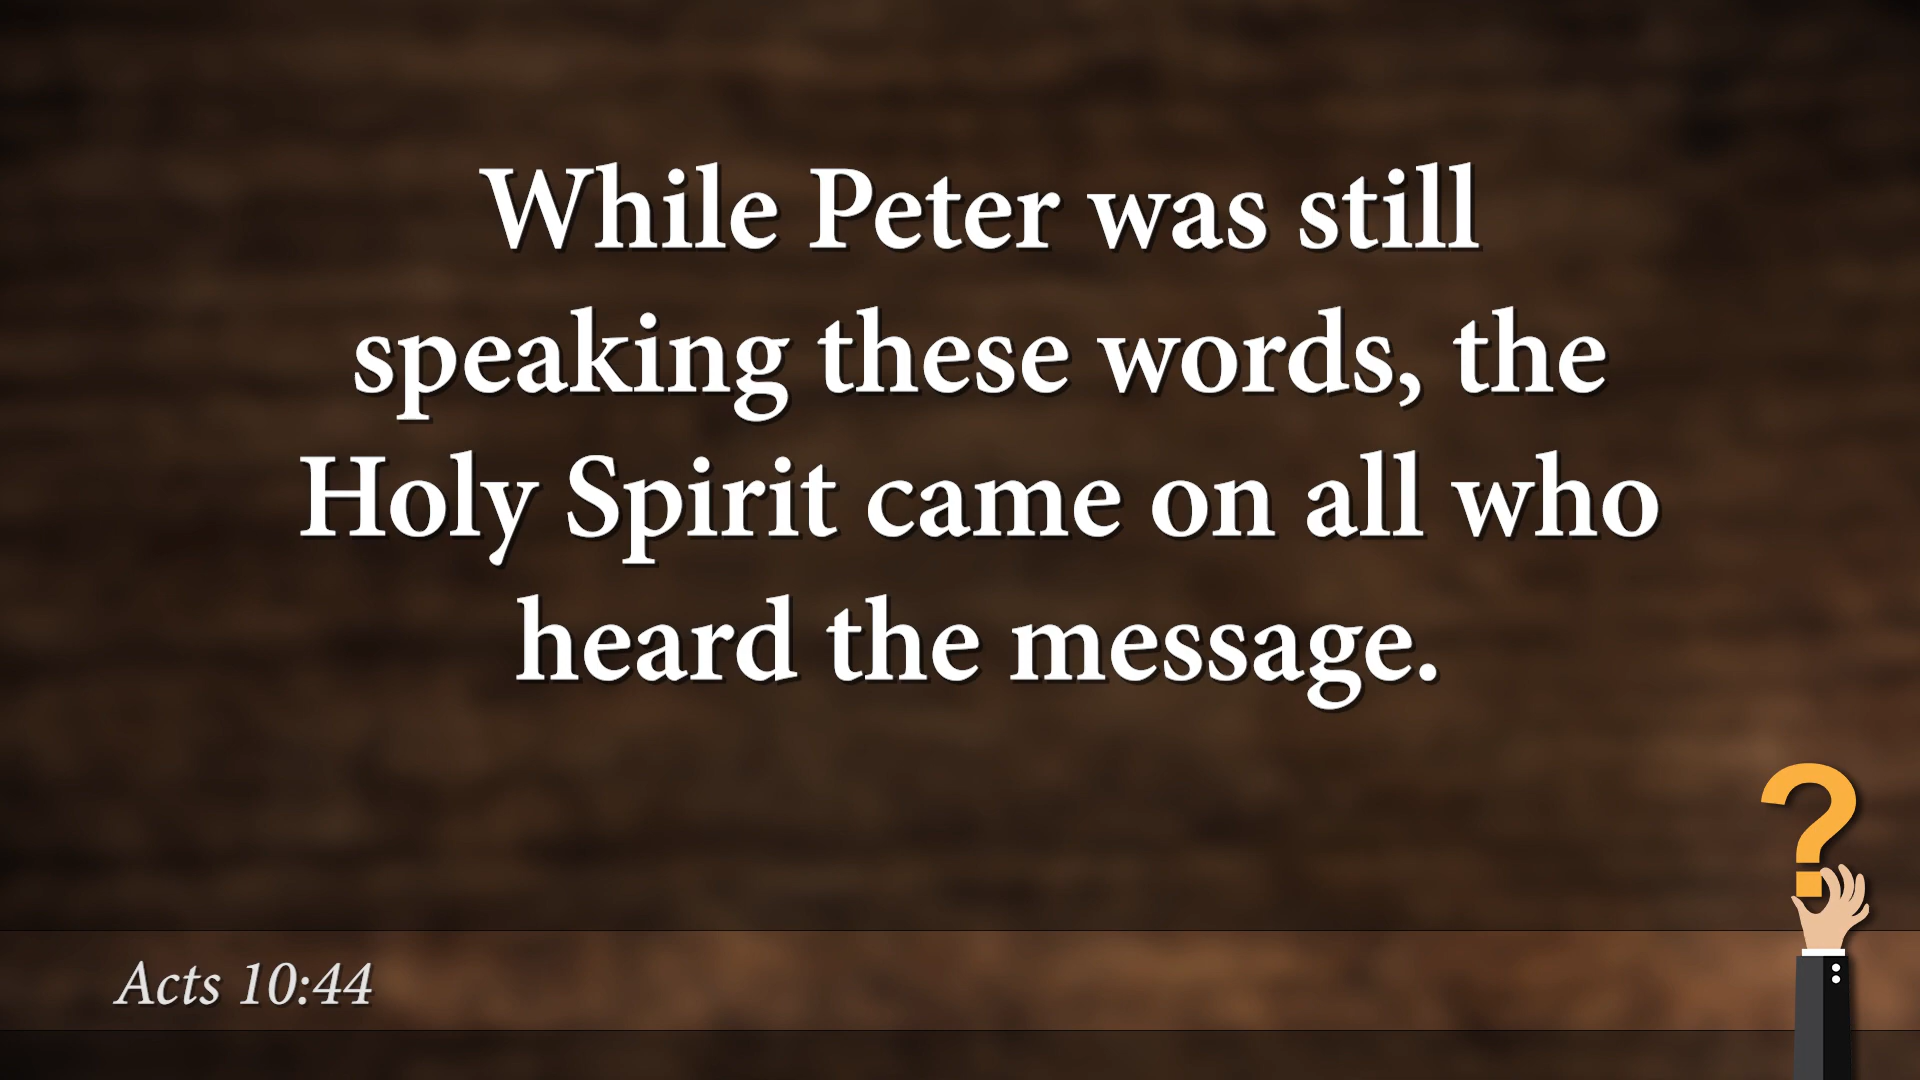 While Peter was still
speaking these words, the
Holy Spirit came on all who
heard the message.
?
Acts 10:44